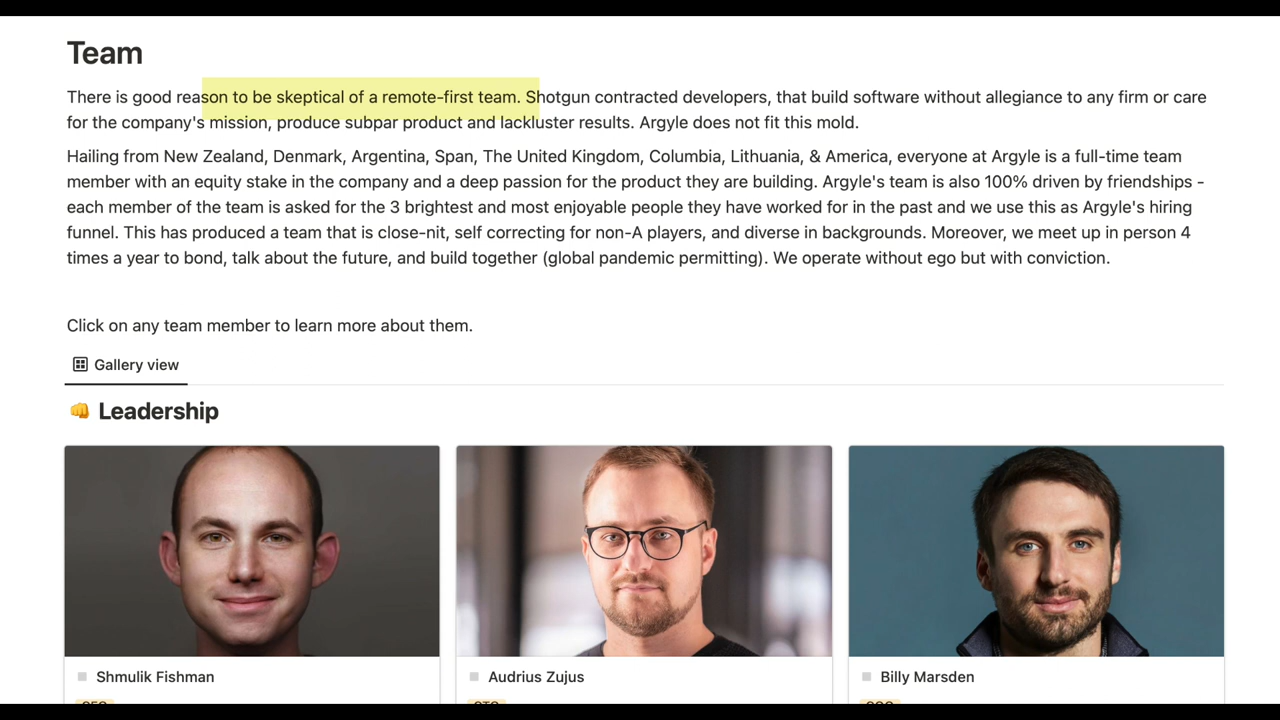 Team
There is good reason to be skeptical of a remote-first team. Shotgun contracted developers, that build software without allegiance to any firm or care
for the company's mission, produce subpar product and lackluster results. Argyle does not fit this mold.
Hailing from New Zealand, Denmark, Argentina, Span, The United Kingdom, Columbia, Lithuania, & America, everyone at Argyle is a full-time team
member with an equity stake in the company and a deep passion for the product they are building. Argyle's team is also 100% driven by friendships -
each member of the team is asked for the 3 brightest and most enjoyable people they have worked for in the past and we use this as Argyle's hiring
funnel. This has produced a team that is close-nit, self correcting for non-A players, and diverse in backgrounds. Moreover, we meet up in person 4
times a year to bond, talk about the future, and build together (global pandemic permitting). We operate without ego but with conviction.
Click on any team member to learn more about them.
Gallery view
👊 Leadership
Shmulik Fishman
Audrius Zujus
Billy Marsden